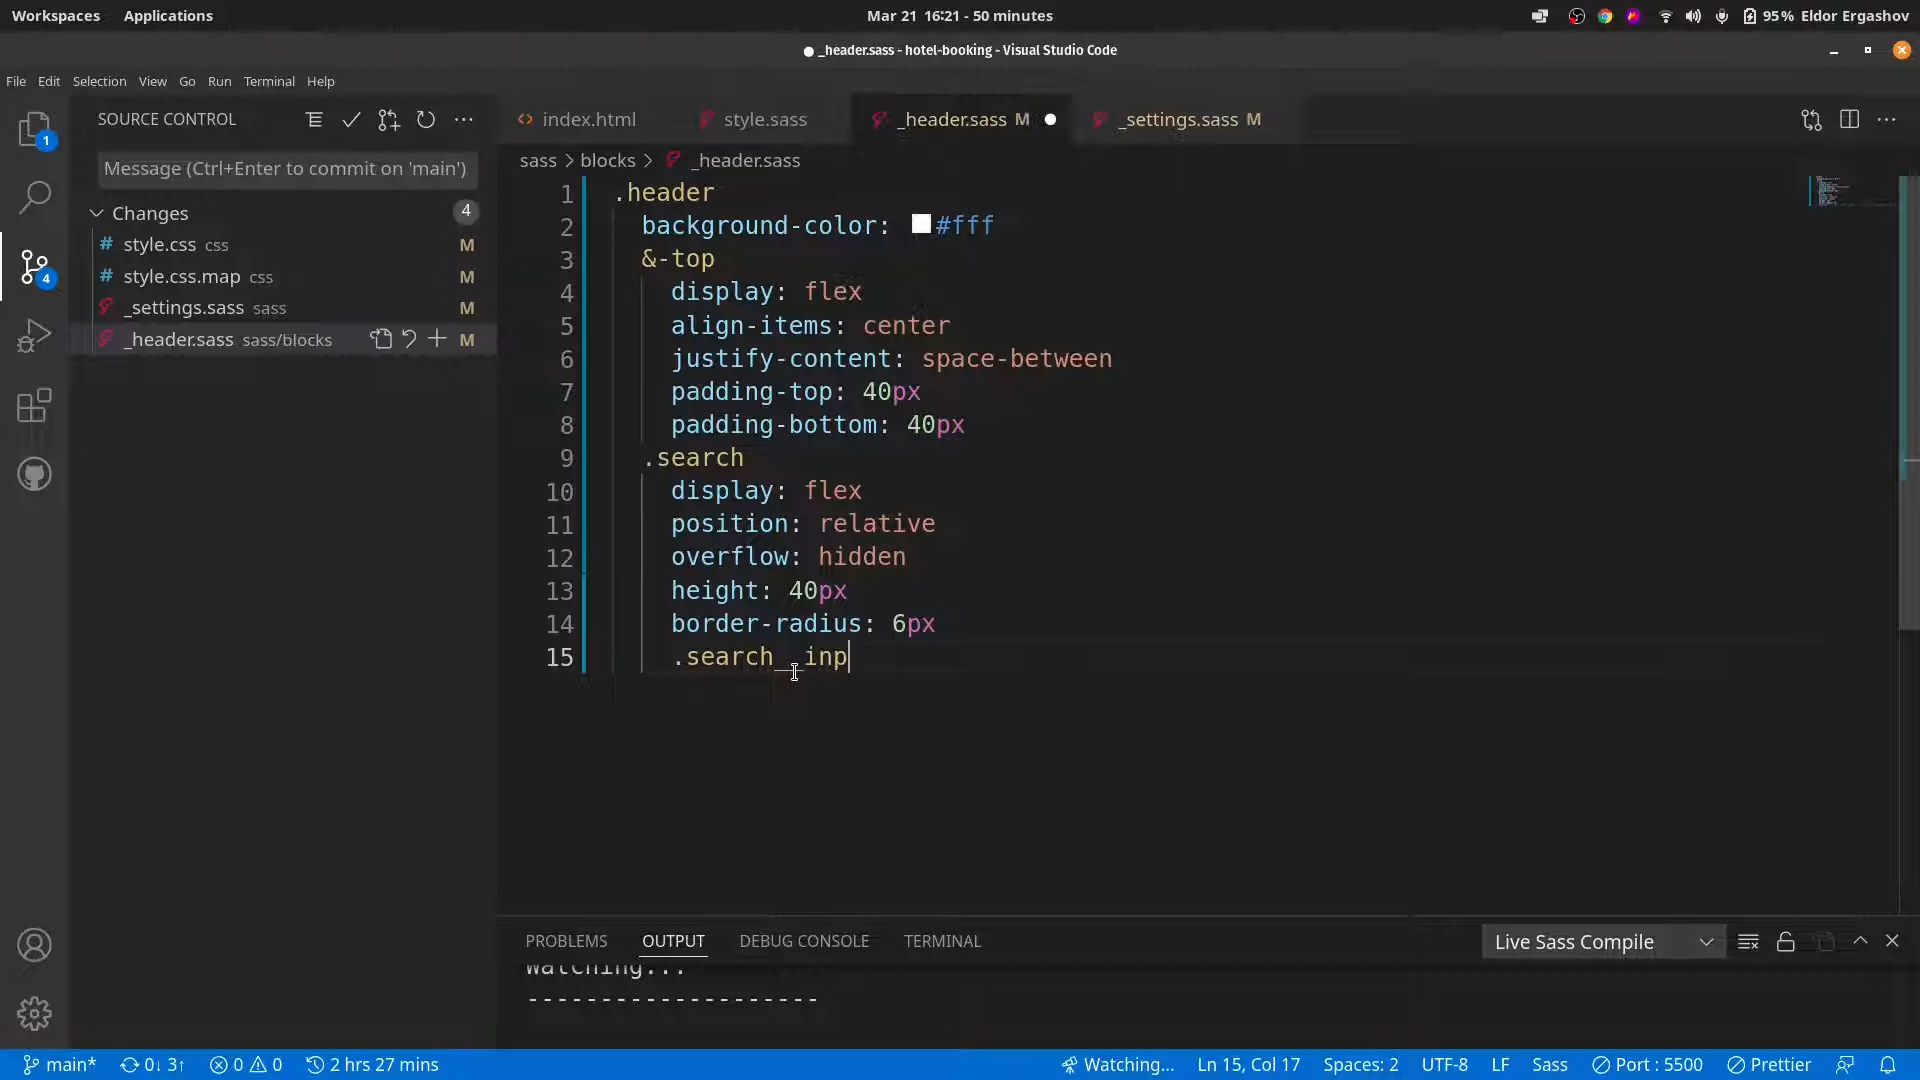 Workspaces Applications Mar 21 16:21 - 50 minutes 95% Eldor Ergashov
_header.sass - hotel-booking - Visual Studio Code
File Edit Selection View Go Run Terminal Help
SOURCE CONTROL
Message (Ctrl+Enter to commit on 'main')
Changes 4
# style.css css M
# style.css.map css M
_settings.sass sass M
_header.sass sass/blocks M
1
4
index.html style.sass _header.sass M _settings.sass M
sass > blocks > _header.sass
1 .header
2 background-color: #fff
3 &-top
4 display: flex
5 align-items: center
6 justify-content: space-between
7 padding-top: 40px
8 padding-bottom: 40px
9 .search
10 display: flex
11 position: relative
12 overflow: hidden
13 height: 40px
14 border-radius: 6px
15 .search__inp
PROBLEMS OUTPUT DEBUG CONSOLE TERMINAL Live Sass Compile
Watching...
--------------------
main* 0↓ 3↑ 0 0 2 hrs 27 mins Watching... Ln 15, Col 17 Spaces: 2 UTF-8 LF Sass Port : 5500 Prettier